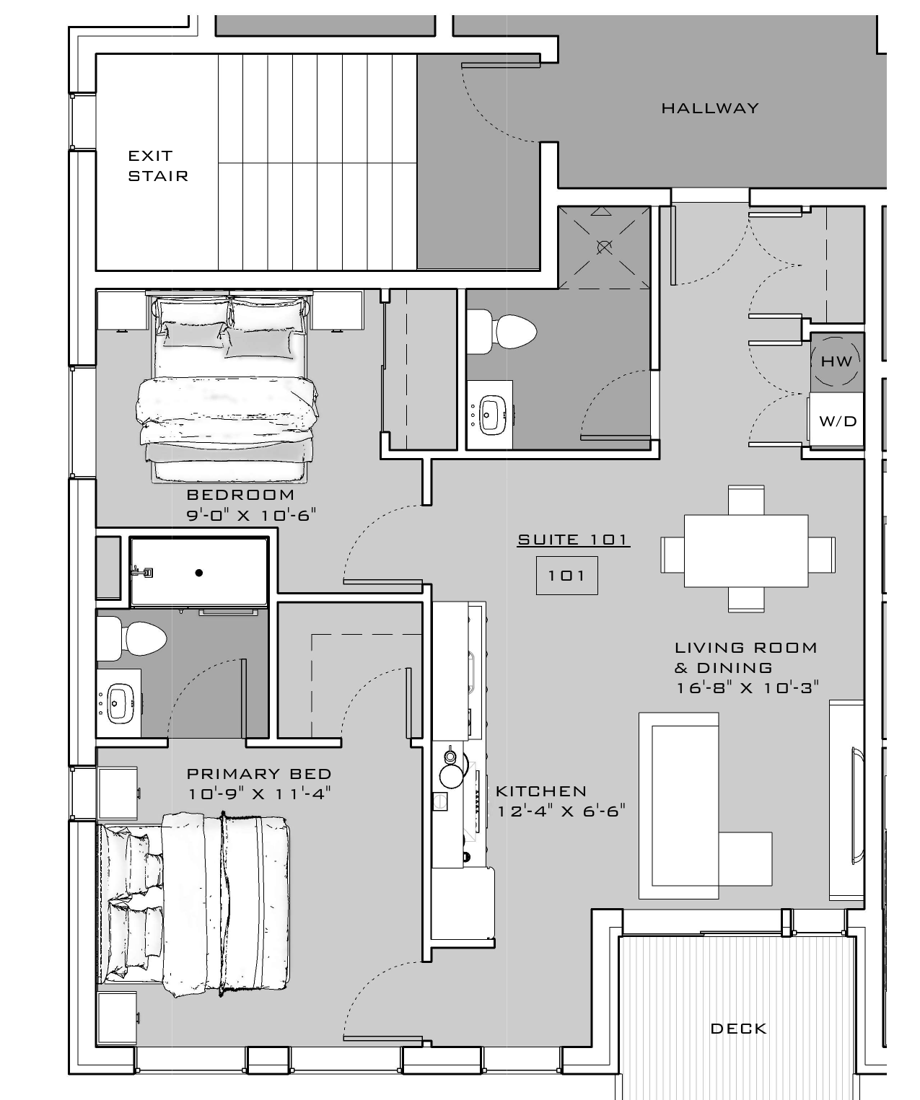 HALLWAY
EXIT
STAIR
HW
W/D
BEDROOM
9'-0" X 10'-6"
SUITE 101
101
LIVING ROOM
& DINING
16'-8" X 10'-3"
PRIMARY BED
10'-9" X 11'-4"
KITCHEN
12'-4" X 6'-6"
DECK